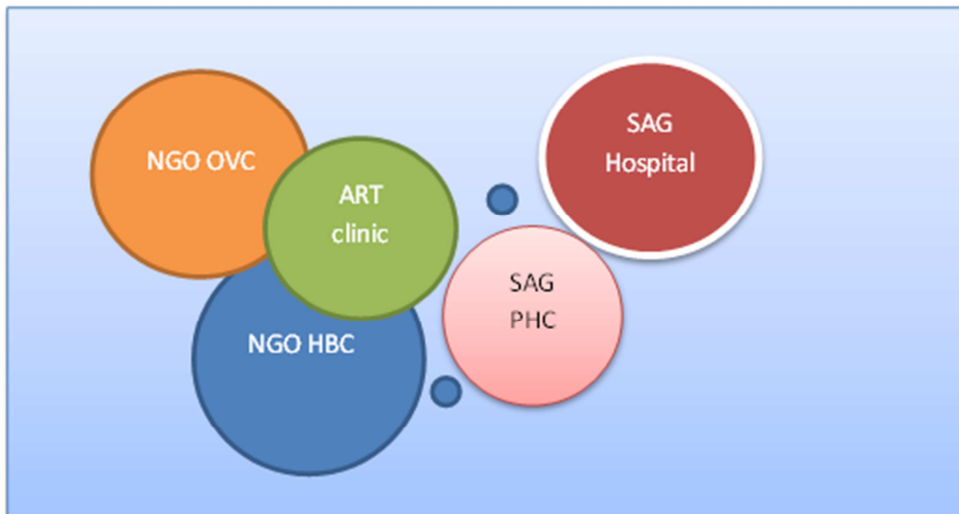 NGO OVC
ART
clinic
SAG
Hospital
SAG
PHC
NGO HBC